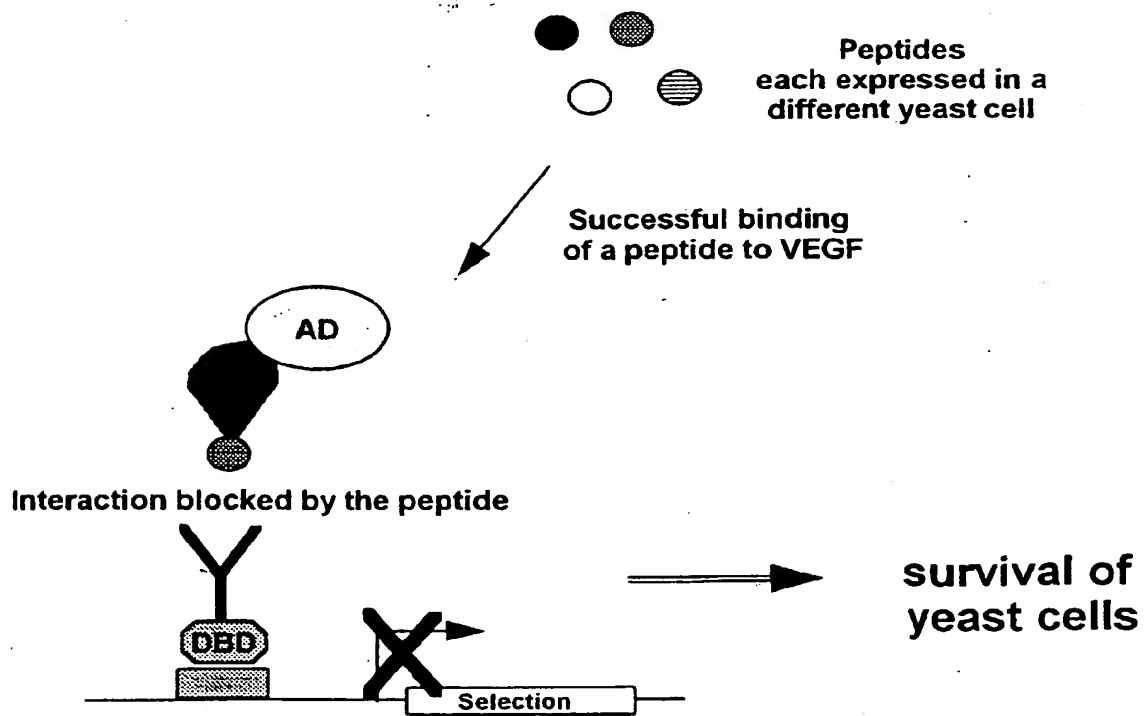 Peptides
each expressed in a
different yeast cell
Successful binding
of a peptide to VEGF
AD
Interaction blocked by the peptide
DBD
survival of
yeast cells
Selection